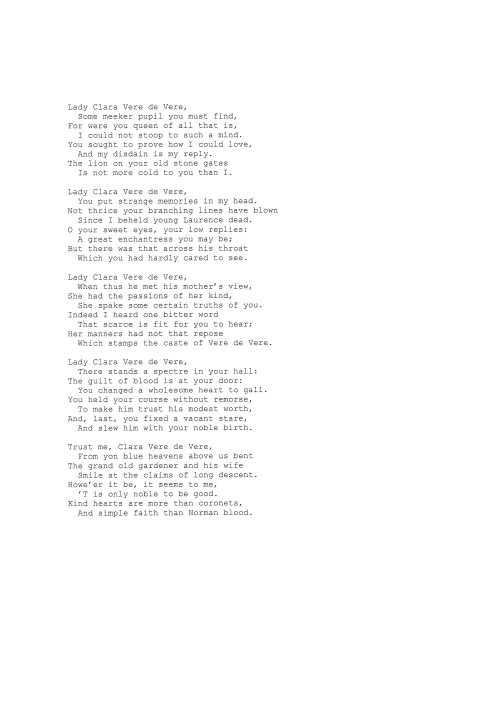 Lady Clara Vere de Vere,
Some meeker pupil you must find,
For were you queen of all that is,
I could not stoop to such a mind.
You sought to prove how I could love,
And my disdain is my reply.
The lion on your old stone gates
Is not more cold to you than I.

Lady Clara Vere de Vere,
You put strange memories in my head.
Not thrice your branching lines have blown
Since I beheld young Laurence dead.
O your sweet eyes, your low replies:
A great enchantress you may be;
But there was that across his throat
Which you had hardly cared to see.

Lady Clara Vere de Vere,
When thus he met his mother's view,
She had the passions of her kind,
She spake some certain truths of you.
Indeed I heard one bitter word
That scarce is fit for you to hear;
Her manners had not that repose
Which stamps the caste of Vere de Vere.

Lady Clara Vere de Vere,
There stands a spectre in your hall:
The guilt of blood is at your door:
You changed a wholesome heart to gall.
You held your course without remorse,
To make him trust his modest worth,
And, last, you fixed a vacant stare,
And slew him with your noble birth.

Trust me, Clara Vere de Vere,
From yon blue heavens above us bent
The grand old gardener and his wife
Smile at the claims of long descent.
Howe'er it be, it seems to me,
'T is only noble to be good.
Kind hearts are more than coronets,
And simple faith than Norman blood.